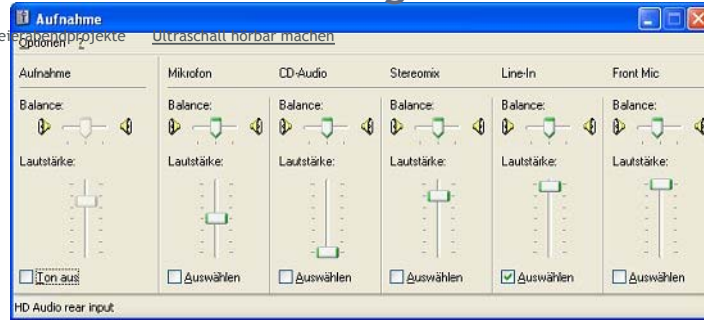 Aufnahme
Feierabendprojekte Ultraschall hörbar machen
Optionen ?
Aufnahme Mikrofon CD-Audio Stereomix Line-In Front Mic
Balance: Balance: Balance: Balance: Balance: Balance:
Lautstärke: Lautstärke: Lautstärke: Lautstärke: Lautstärke: Lautstärke:
Ton aus Auswählen Auswählen Auswählen Auswählen Auswählen
HD Audio rear input